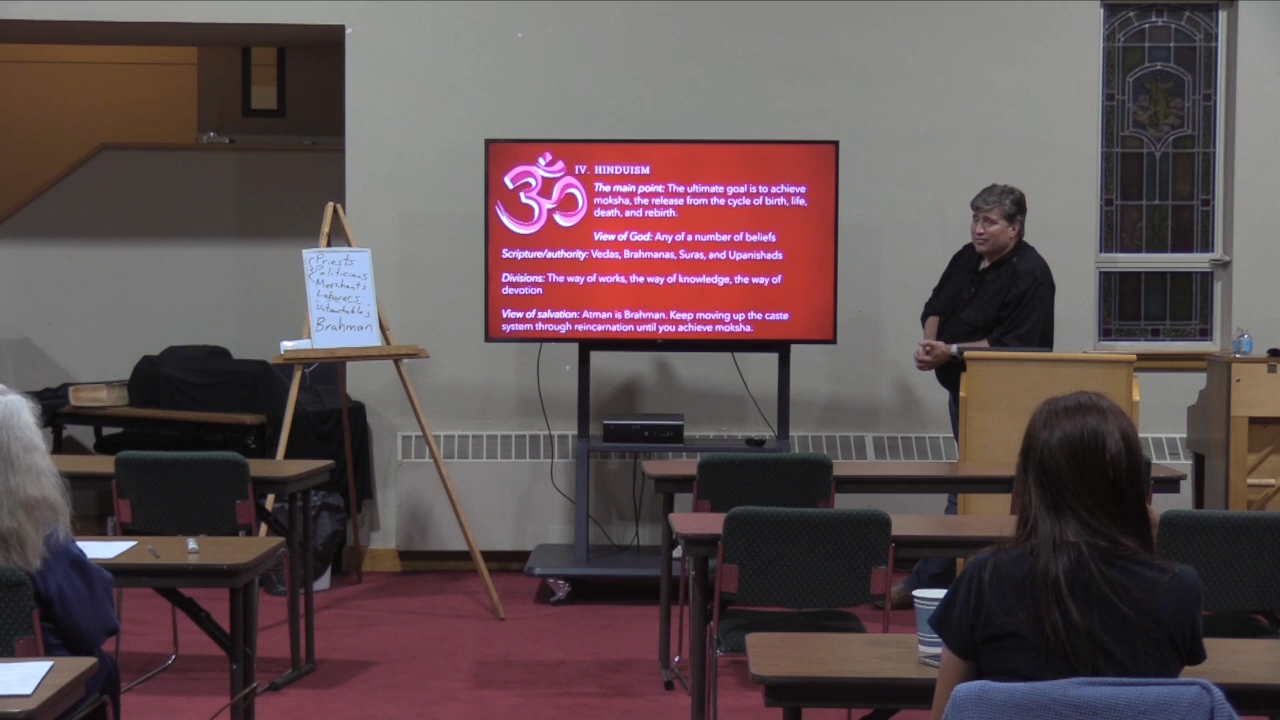 Priests
Politicians
Merchants
Laborers
Untouchables
Brahman
ॐ
IV. HINDUISM
The main point: The ultimate goal is to achieve
moksha, the release from the cycle of birth, life,
death, and rebirth.
View of God: Any of a number of beliefs
Scripture/authority: Vedas, Brahmanas, Suras, and Upanishads
Divisions: The way of works, the way of knowledge, the way of
devotion
View of salvation: Atman is Brahman. Keep moving up the caste
system through reincarnation until you achieve moksha.